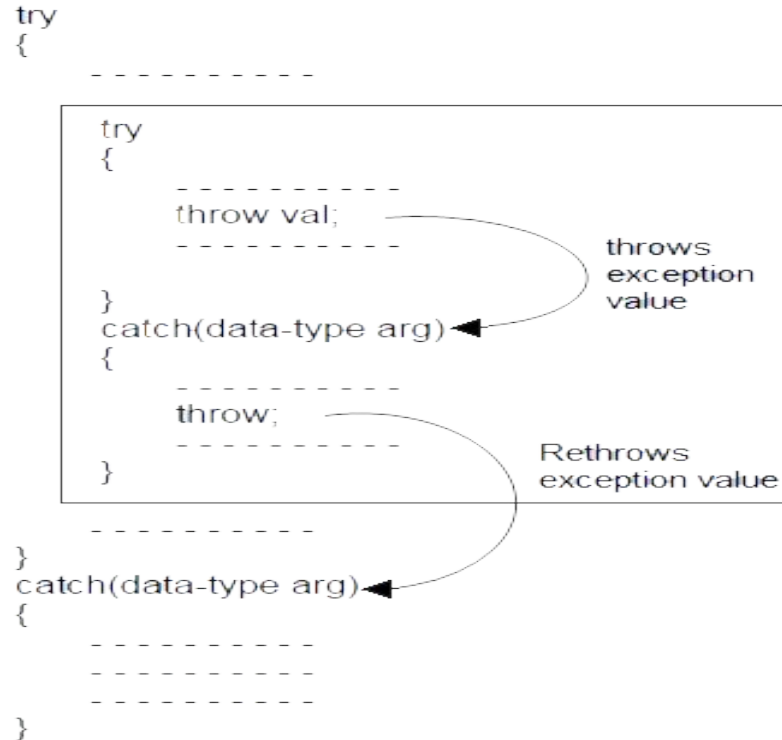 try
{
- - - - - - - - - -
try
{
- - - - - - - - - -
throw val;
- - - - - - - - - -
throws
exception
value
}
catch(data-type arg)
{
- - - - - - - - - -
throw;
- - - - - - - - - -
Rethrows
exception value
}
- - - - - - - - - -
}
catch(data-type arg)
{
- - - - - - - - - -
- - - - - - - - - -
- - - - - - - - - -
}